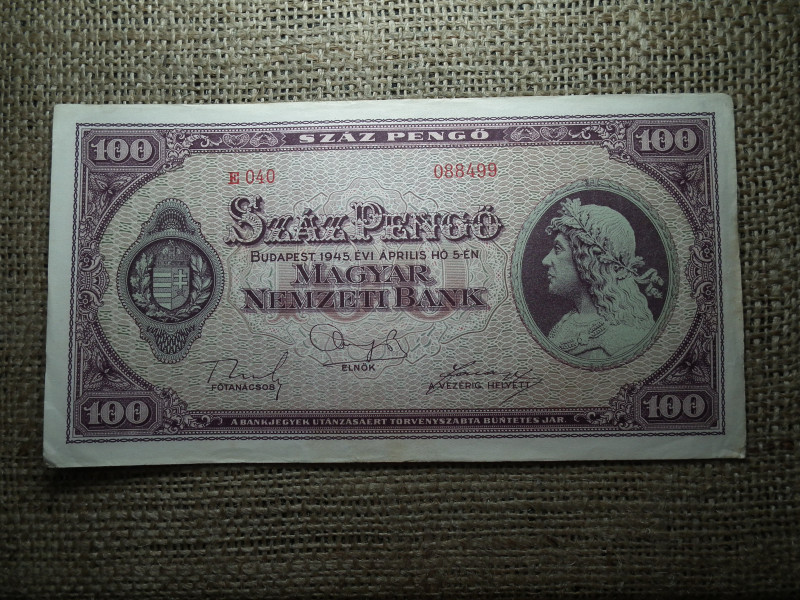 100 SZÁZ PENGŐ 100
E 040 088499
SZÁZ PENGŐ
BUDAPEST 1945. ÉVI ÁPRILIS HÓ 5-ÉN
MAGYAR
NEMZETI BANK
FŐTANÁCSOS ELNÖK A VEZÉRIG. HELYETT
100 A BANKJEGYEK UTÁNZÁSÁÉRT TÖRVÉNYSZABTA BÜNTETÉS JÁR. 100